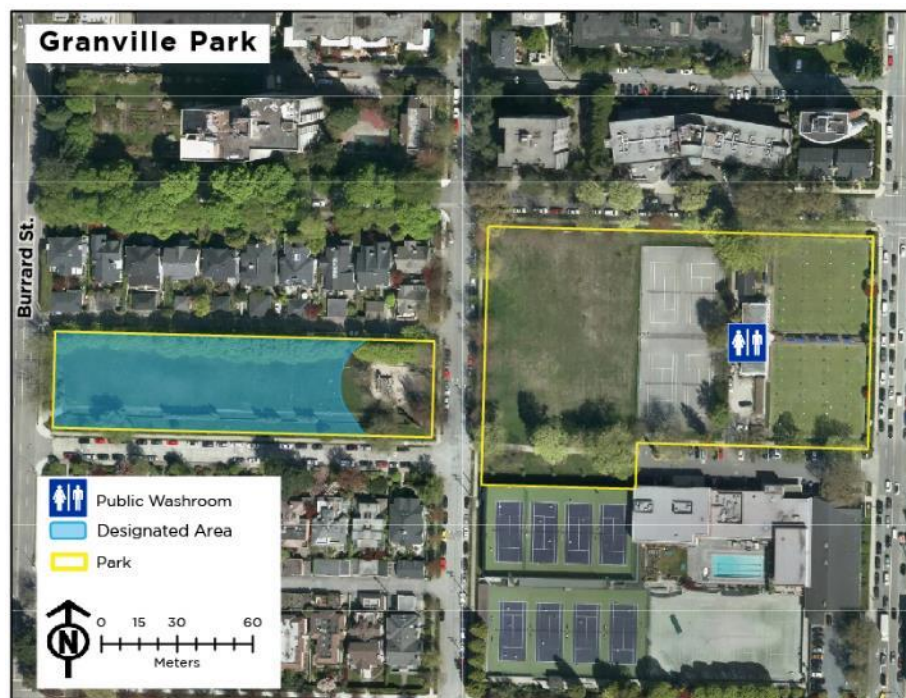 Granville Park
Burrard St.
Public Washroom
Designated Area
Park
N
0 15 30 60
Meters